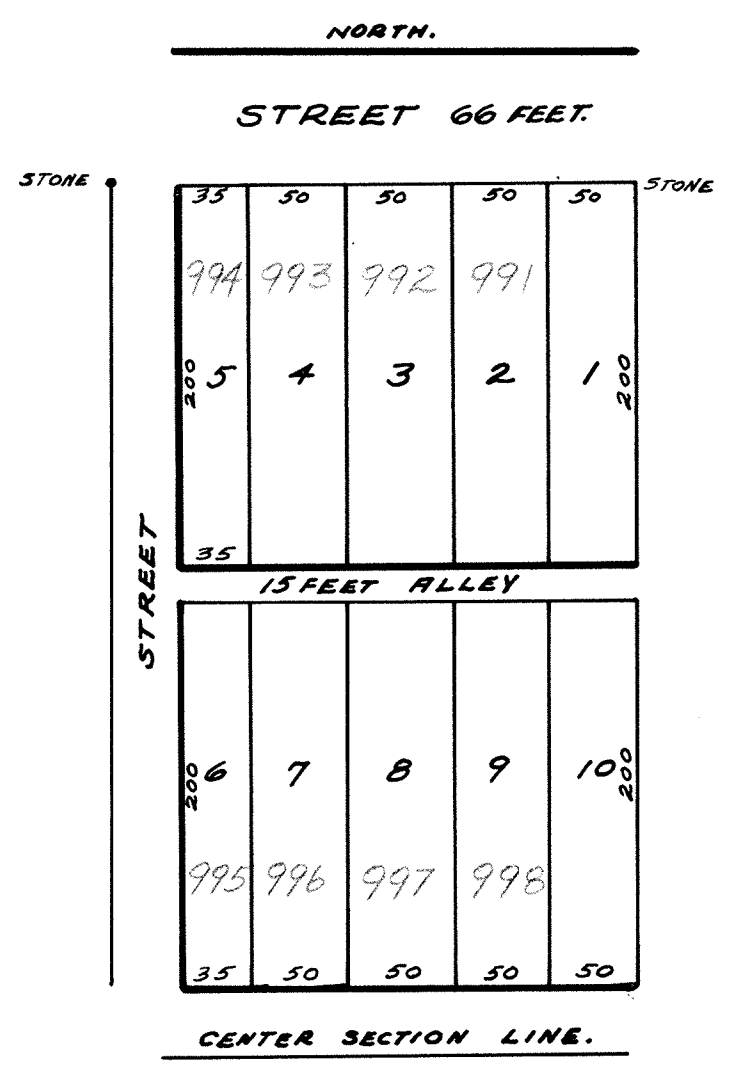 NORTH.
STREET 66 FEET.
STONE STONE
35 50 50 50 50
994 993 992 991
200 5 4 3 2 1 200
35
15 FEET ALLEY
STREET
200 6 7 8 9 10 200
995 996 997 998
35 50 50 50 50
CENTER SECTION LINE.